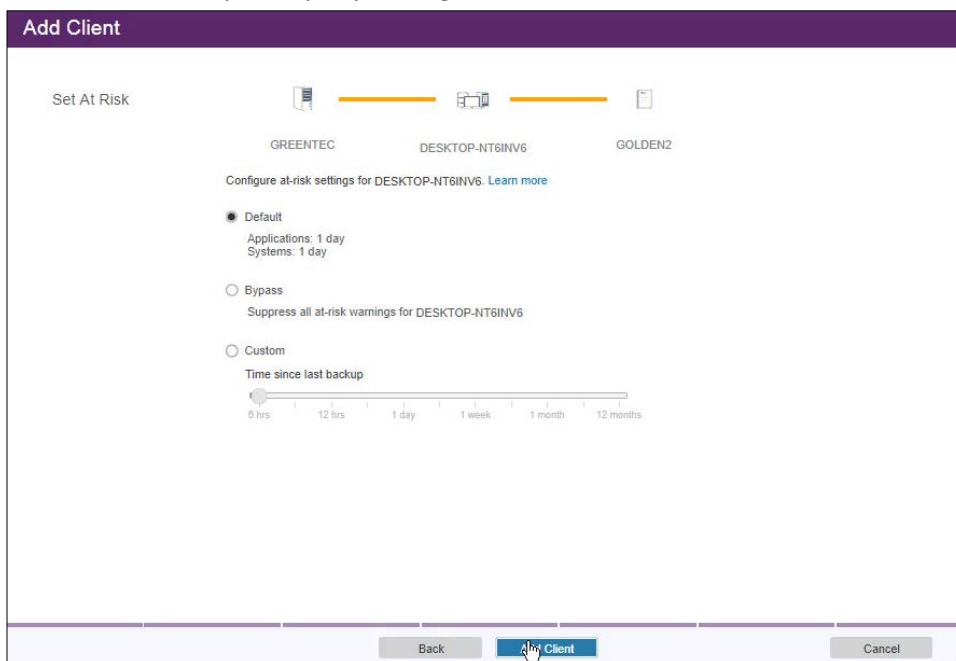 Add Client
Set At Risk
GREENTEC DESKTOP-NT6INV6 GOLDEN2
Configure at-risk settings for DESKTOP-NT6INV6. Learn more
Default
Applications: 1 day
Systems: 1 day
Bypass
Suppress all at-risk warnings for DESKTOP-NT6INV6
Custom
Time since last backup
6 hrs 12 hrs 1 day 1 week 1 month 12 months
Back Add Client Cancel